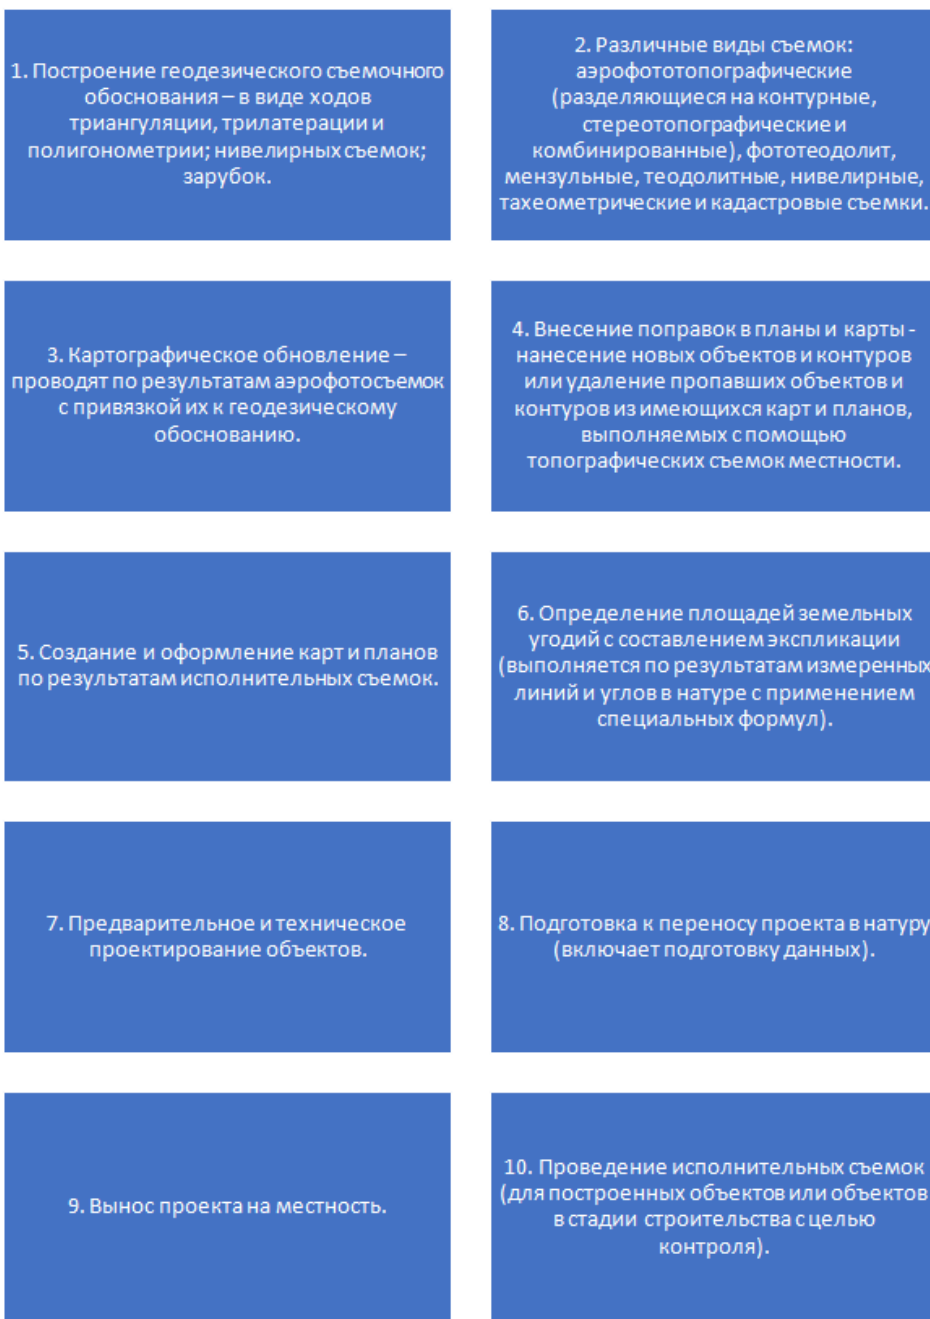 1. Построение геодезического съемочного
обоснования – в виде ходов
триангуляции, трилатерации и
полигонометрии; нивелирных съемок;
зарубок.
2. Различные виды съемок:
аэрофототопографические
(разделяющиеся на контурные,
стереотопографические и
комбинированные), фототеодолит,
мензульные, теодолитные, нивелирные,
тахеометрические и кадастровые съемки.
3. Картографическое обновление –
проводят по результатам аэрофотосъемок
с привязкой их к геодезическому
обоснованию.
4. Внесение поправок в планы и карты -
нанесение новых объектов и контуров
или удаление пропавших объектов и
контуров из имеющихся карт и планов,
выполняемых с помощью
топографических съемок местности.
5. Создание и оформление карт и планов
по результатам исполнительных съемок.
6. Определение площадей земельных
угодий с составлением экспликации
(выполняется по результатам измеренных
линий и углов в натуре с применением
специальных формул).
7. Предварительное и техническое
проектирование объектов.
8. Подготовка к переносу проекта в натуру
(включает подготовку данных).
9. Вынос проекта на местность.
10. Проведение исполнительных съемок
(для построенных объектов или объектов
в стадии строительства с целью
контроля).